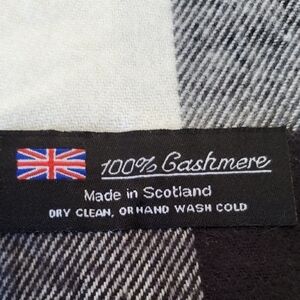 100% Cashmere
Made in Scotland
DRY CLEAN, OR HAND WASH COLD